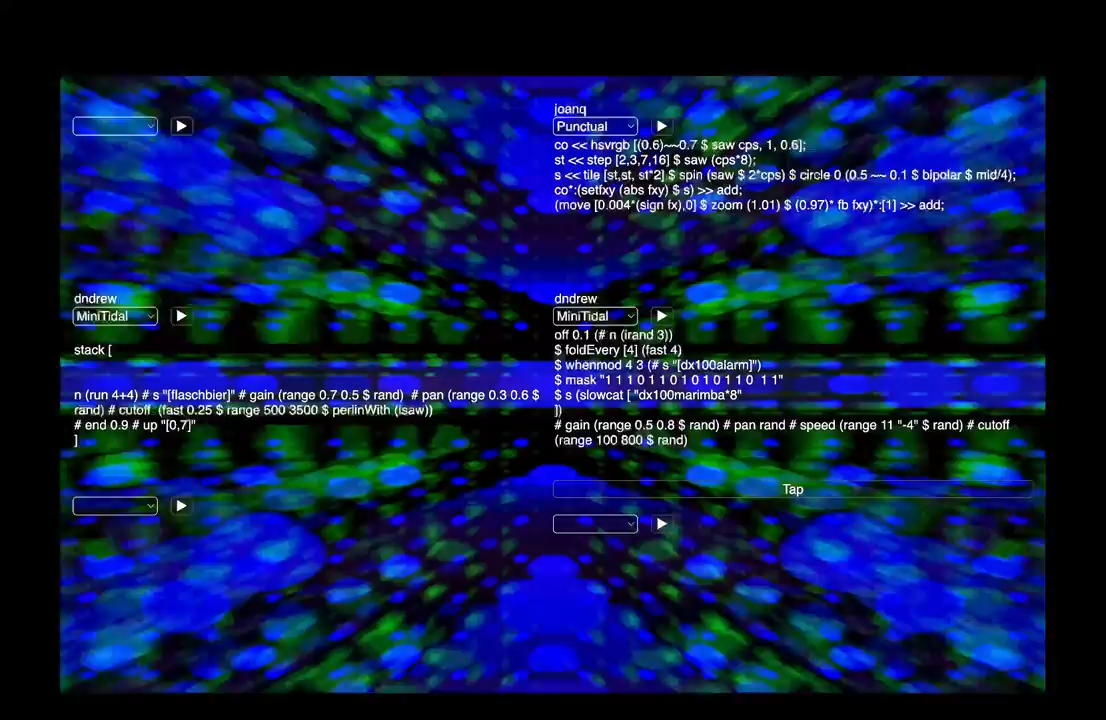 joanq
Punctual
co << hsvrgb [(0.6)~~0.7 $ saw cps, 1, 0.6];
st << step [2,3,7,16] $ saw (cps*8);
s << tile [st,st, st*2] $ spin (saw $ 2*cps) $ circle 0 (0.5 ~~ 0.1 $ bipolar $ mid/4);
co*:(setfxy (abs fxy) $ s) >> add;
(move [0.004*(sign fx),0] $ zoom (1.01) $ (0.97)* fb fxy)*:[1] >> add;
dndrew
MiniTidal
stack [
n (run 4+4) # s "[flaschbier]" # gain (range 0.7 0.5 $ rand)  # pan (range 0.3 0.6 $
rand) # cutoff  (fast 0.25 $ range 500 3500 $ perlinWith (isaw))
# end 0.9 # up "[0,7]"
]
dndrew
MiniTidal
off 0.1 (# n (irand 3))
$ foldEvery [4] (fast 4)
$ whenmod 4 3 (# s "[dx100alarm]")
$ mask "1 1 1 0 1 1 0 1 0 1 0 1 1 0  1 1"
$ s (slowcat [ "dx100marimba*8"
])
# gain (range 0.5 0.8 $ rand) # pan rand # speed (range 11 "-4" $ rand) # cutoff
(range 100 800 $ rand)
Tap